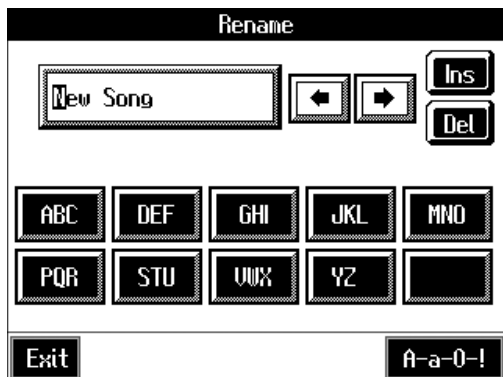 Rename
New Song
Ins
Del
ABC DEF GHI JKL MNO
PQR STU VWX YZ
Exit A-a-0-!